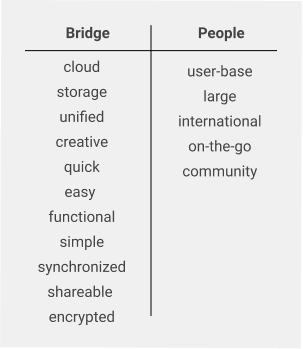 Bridge People
cloud user-base
storage large
unified international
creative on-the-go
quick community
easy
functional
simple
synchronized
shareable
encrypted